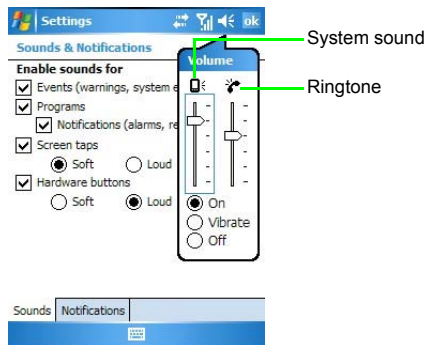 Settings
ok
Sounds & Notifications
Volume
System sound
Ringtone
Enable sounds for
Events (warnings, system e
Programs
Notifications (alarms, re
Screen taps
Soft Loud
Hardware buttons
Soft Loud
On
Vibrate
Off
Sounds Notifications